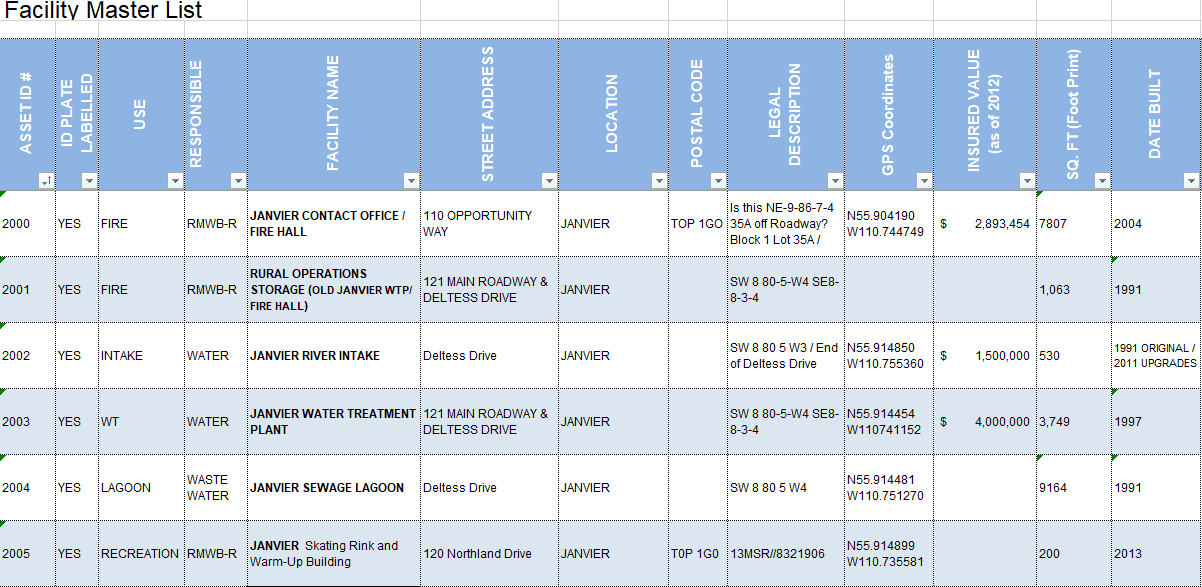 Facility Master List
ASSET ID #
ID PLATE
LABELLED
USE
RESPONSIBLE
FACILITY NAME
STREET ADDRESS
LOCATION
POSTAL CODE
LEGAL
DESCRIPTION
GPS Coordinates
INSURED VALUE
(as of 2012)
SQ. FT (Foot Print)
DATE BUILT
2000
YES
FIRE
RMWB-R
JANVIER CONTACT OFFICE /
FIRE HALL
110 OPPORTUNITY
WAY
JANVIER
TOP 1GO
Is this NE-9-86-7-4
35A off Roadway?
Block 1 Lot 35A /
N55.904190
W110.744749
$ 2,893,454
7807
2004
2001
YES
FIRE
RMWB-R
RURAL OPERATIONS
STORAGE (OLD JANVIER WTP/
FIRE HALL)
121 MAIN ROADWAY &
DELTESS DRIVE
JANVIER
SW 8 80-5-W4 SE8-
8-3-4
1,063
1991
2002
YES
INTAKE
WATER
JANVIER RIVER INTAKE
Deltess Drive
JANVIER
SW 8 80 5 W3 / End
of Deltess Drive
N55.914850
W110.755360
$ 1,500,000
530
1991 ORIGINAL /
2011 UPGRADES
2003
YES
WT
WATER
JANVIER WATER TREATMENT
PLANT
121 MAIN ROADWAY &
DELTESS DRIVE
JANVIER
SW 8 80-5-W4 SE8-
8-3-4
N55.914454
W110741152
$ 4,000,000
3,749
1997
2004
YES
LAGOON
WASTE
WATER
JANVIER SEWAGE LAGOON
Deltess Drive
JANVIER
SW 8 80 5 W4
N55.914481
W110.751270
9164
1991
2005
YES
RECREATION
RMWB-R
JANVIER Skating Rink and
Warm-Up Building
120 Northland Drive
JANVIER
T0P 1G0
13MSR//8321906
N55.914899
W110.735581
200
2013